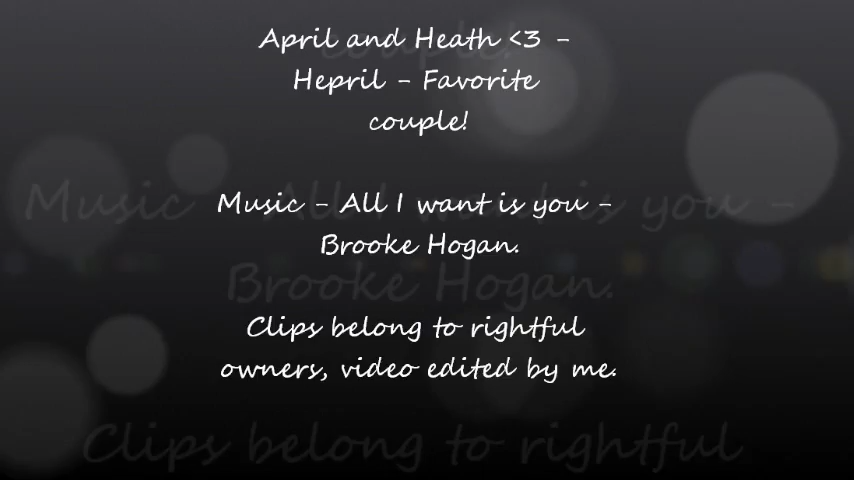 April and Heath <3 -
Hepril - Favorite
couple!
Music - All I want is you -
Brooke Hogan.
Clips belong to rightful
owners, video edited by me.